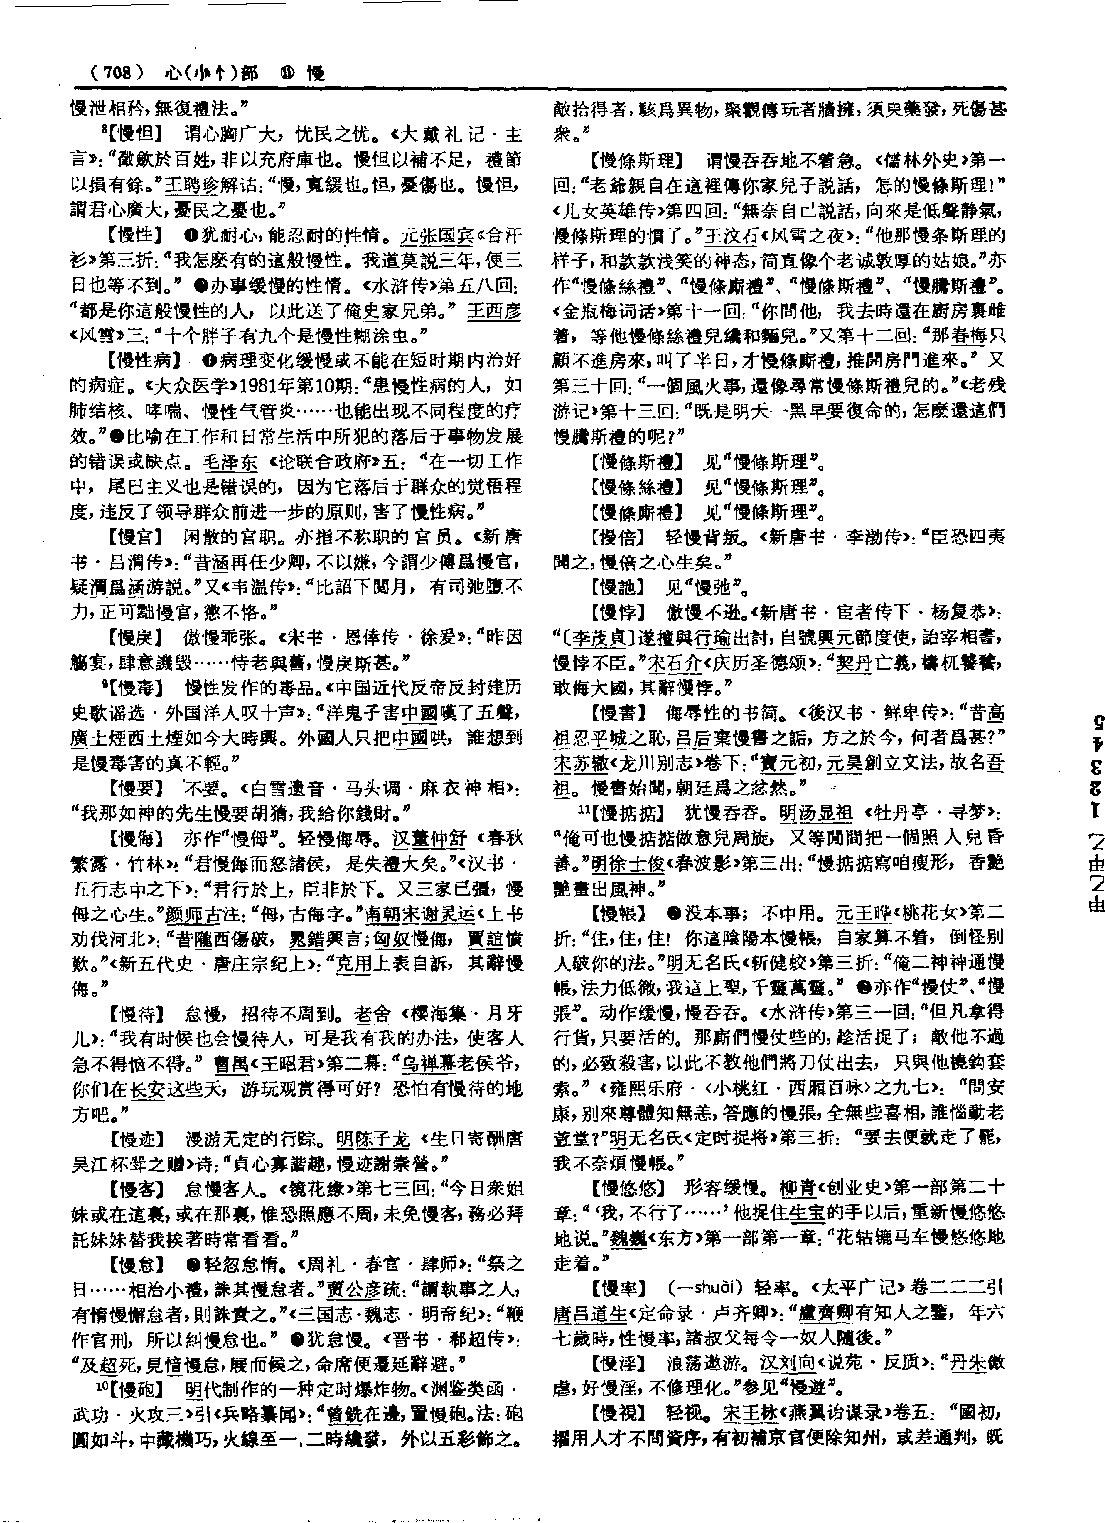 （708） 心（小忄）部 ⑪ 慢
慢泄相矜，無復禮法。”
⁸【慢怛】 谓心胸广大，忧民之忧。《大戴礼记·主
言》：“徵斂於百姓，非以充府庫也。慢怛以補不足，禮節
以損有餘。”王聘珍解诂：“慢，寬緩也。怛，憂傷也。慢怛，
謂君心廣大，憂民之憂也。”
【慢性】 ❶犹耐心，能忍耐的性情。元张国宾《合汗
衫》第三折：“我怎麽有的這般慢性。我道莫説三年，便三
日也等不到。”❷办事缓慢的性情。《水浒传》第五八回：
“都是你這般慢性的人，以此送了俺史家兄弟。”王西彦
《风雪》三：“十个胖子有九个是慢性糊涂虫。”
【慢性病】 ❶病理变化缓慢或不能在短时期内治好
的病症。《大众医学》1981年第10期：“患慢性病的人，如
肺结核、哮喘、慢性气管炎……也能出现不同程度的疗
效。”❷比喻在工作和日常生活中所犯的落后于事物发展
的错误或缺点。毛泽东《论联合政府》五：“在一切工作
中，尾巴主义也是错误的，因为它落后于群众的觉悟程
度，违反了领导群众前进一步的原则，害了慢性病。”
【慢官】 闲散的官职。亦指不称职的官员。《新唐
书·吕渭传》：“昔涵再任少卿，不以嫌，今謂少傅爲慢官，
疑渭爲涵游説。”又《韦温传》：“比詔下閲月，有司弛墮不
力，正可黜慢官，懲不恪。”
【慢戾】 傲慢乖张。《宋书·恩倖传·徐爰》：“昨因
觴宴，肆意譏毀……恃老與舊，慢戾斯甚。”
⁹【慢毒】 慢性发作的毒品。《中国近代反帝反封建历
史歌谣选·外国洋人叹十声》：“洋鬼子害中國嘆了五聲，
廣土煙西土煙如今大時興。外國人只把中國哄，誰想到
是慢毒害的真不輕。”
【慢要】 不要。《白雪遗音·马头调·麻衣神相》：
“我那如神的先生慢要胡猜，我給你錢財。”
【慢侮】 亦作“慢侮”。轻慢侮辱。汉董仲舒《春秋
繁露·竹林》：“君慢侮而怒諸侯，是失禮大矣。”《汉书·
五行志中之下》：“君行於上，臣非於下。又三家已彊，慢
侮之心生。”颜师古注：“侮，古侮字。”南朝宋谢灵运《上书
劝伐河北》：“昔隴西傷破，晁錯興言；匈奴慢侮，賈誼憤
歎。”《新五代史·唐庄宗纪上》：“克用上表自訴，其辭慢
侮。”
【慢待】 怠慢，招待不周到。老舍《樱海集·月牙
儿》：“我有时候也会慢待人，可是我有我的办法，使客人
急不得恼不得。”曹禺《王昭君》第二幕：“乌禅幕老侯爷，
你们在长安这些天，游玩观赏得可好？恐怕有慢待的地
方吧。”
【慢迹】 漫游无定的行踪。明陈子龙《生日寄酬唐
吴江怀犖之贈》诗：“貞心寡諧趣，慢迹謝崇營。”
【慢客】 怠慢客人。《镜花缘》第七三回：“今日衆姐
妹或在這裏，或在那裏，惟恐照應不周，未免慢客，務必拜
託妹妹替我挨著時常看看。”
【慢怠】 ❶轻忽怠惰。《周礼·春官·肆师》：“祭之
日……相治小禮，誅其慢怠者。”贾公彦疏：“謂執事之人，
有惰慢懈怠者，則誅責之。”《三国志·魏志·明帝纪》：“鞭
作官刑，所以糾慢怠也。”❷犹怠慢。《晋书·郗超传》：
“及超死，見愔慢怠，屐而候之，命席便遷延辭避。”
¹⁰【慢砲】 明代制作的一种定时爆炸物。《渊鉴类函·
武功·火攻三》引《兵略纂闻》：“曾銑在邊，置慢砲。法：砲
圓如斗，中藏機巧，火綫至一、二時纔發，外以五彩飾之。
敵拾得者，駭爲異物，聚觀傳玩者牆擁，須臾藥發，死傷甚
衆。”
【慢條斯理】 谓慢吞吞地不着急。《儒林外史》第一
回：“老爺親自在這裡傳你家兒子説話，怎的慢條斯理！”
《儿女英雄传》第四回：“無奈自己説話，向來是低聲静氣，
慢條斯理的慣了。”王汶石《风雪之夜》：“他那慢条斯理的
样子，和款款浅笑的神态，简直像个老诚敦厚的姑娘。”亦
作“慢條絲禮”、“慢條廝禮”、“慢條斯禮”、“慢騰斯禮”。
《金瓶梅词话》第十一回：“你問他，我去時還在厨房裏雌
着，等他慢條絲禮兒纔和麵兒。”又第十二回：“那春梅只
顧不進房來，叫了半日，才慢條廝禮，推開房門進來。”又
第三十回：“一個風火事，還像尋常慢條斯禮兒的。”《老残
游记》第十三回：“既是明天一黑早要復命的，怎麽還這們
慢騰斯禮的呢？”
【慢條斯禮】 见“慢條斯理”。
【慢條絲禮】 见“慢條斯理”。
【慢條廝禮】 见“慢條斯理”。
【慢倍】 轻慢背叛。《新唐书·李渤传》：“臣恐四夷
聞之，慢倍之心生矣。”
【慢訑】 见“慢弛”。
【慢悖】 傲慢不逊。《新唐书·宦者传下·杨复恭》：
“〔李茂貞〕遂擅與行瑜出討，自號興元節度使，詒宰相書，
慢悖不臣。”宋石介《庆历圣德颂》：“契丹亡義，檮杌饕餮，
敢侮大國，其辭慢悖。”
【慢書】 侮辱性的书简。《後汉书·鲜卑传》：“昔高
祖忍平城之恥，吕后棄慢書之詬，方之於今，何者爲甚？”
宋苏辙《龙川别志》卷下：“寶元初，元昊創立文法，故名吾
祖。慢書始聞，朝廷爲之忿然。”
¹¹【慢掂掂】 犹慢吞吞。明汤显祖《牡丹亭·寻梦》：
“俺可也慢掂掂做意兒周旋，又等閒間把一個照人兒昏
善。”明徐士俊《春波影》第三出：“慢掂掂寫咱瘦形，香艷
艷畫出風神。”
【慢帳】 ❶没本事；不中用。元王晔《桃花女》第二
折：“住，住，住！你這陰陽本慢帳，自家算不着，倒怪别
人破你的法。”明无名氏《斩健蛟》第三折：“俺二神神通慢
帳，法力低微，我這上聖，千靈萬靈。”❷亦作“慢仗”、“慢
張”。动作缓慢，慢吞吞。《水浒传》第三一回：“但凡拿得
行貨，只要活的。那廝們慢仗些的：趁活捉了；敵他不過
的，必致殺害，以此不教他們將刀仗出去，只與他撓鈎套
索。”《雍熙乐府·〈小桃红·西厢百咏〉之九七》：“問安
康，别來尊體知無恙，答應的慢張，全無些喜相，誰惱動老
萱堂？”明无名氏《定时捉将》第三折：“要去便就走了罷，
我不奈煩慢帳。”
【慢悠悠】 形容缓慢。柳青《创业史》第一部第二十
章：“‘我，不行了……’他捉住生宝的手以后，重新慢悠悠
地说。”魏巍《东方》第一部第一章：“花轱辘马车慢悠悠地
走着。”
【慢率】 （—shuài）轻率。《太平广记》卷二二二引
唐吕道生《定命录·卢齐卿》：“盧齊卿有知人之鑒，年六
七歲時，性慢率，諸叔父每令一奴人隨後。”
【慢淫】 浪荡遨游。汉刘向《说苑·反质》：“丹朱傲
虐，好慢淫，不修理化。”参见“慢遊”。
【慢視】 轻视。宋王栐《燕翼诒谋录》卷五：“國初，
擢用人才不問資序，有初補京官便除知州，或差通判，既
甲乙甲乙 12345